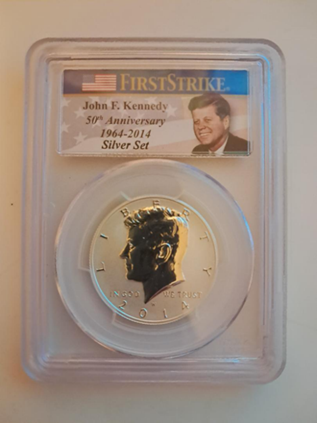 FIRSTSTRIKE®
John F. Kennedy
50th Anniversary
1964-2014
Silver Set
LIBERTY
IN GOD WE TRUST
2014